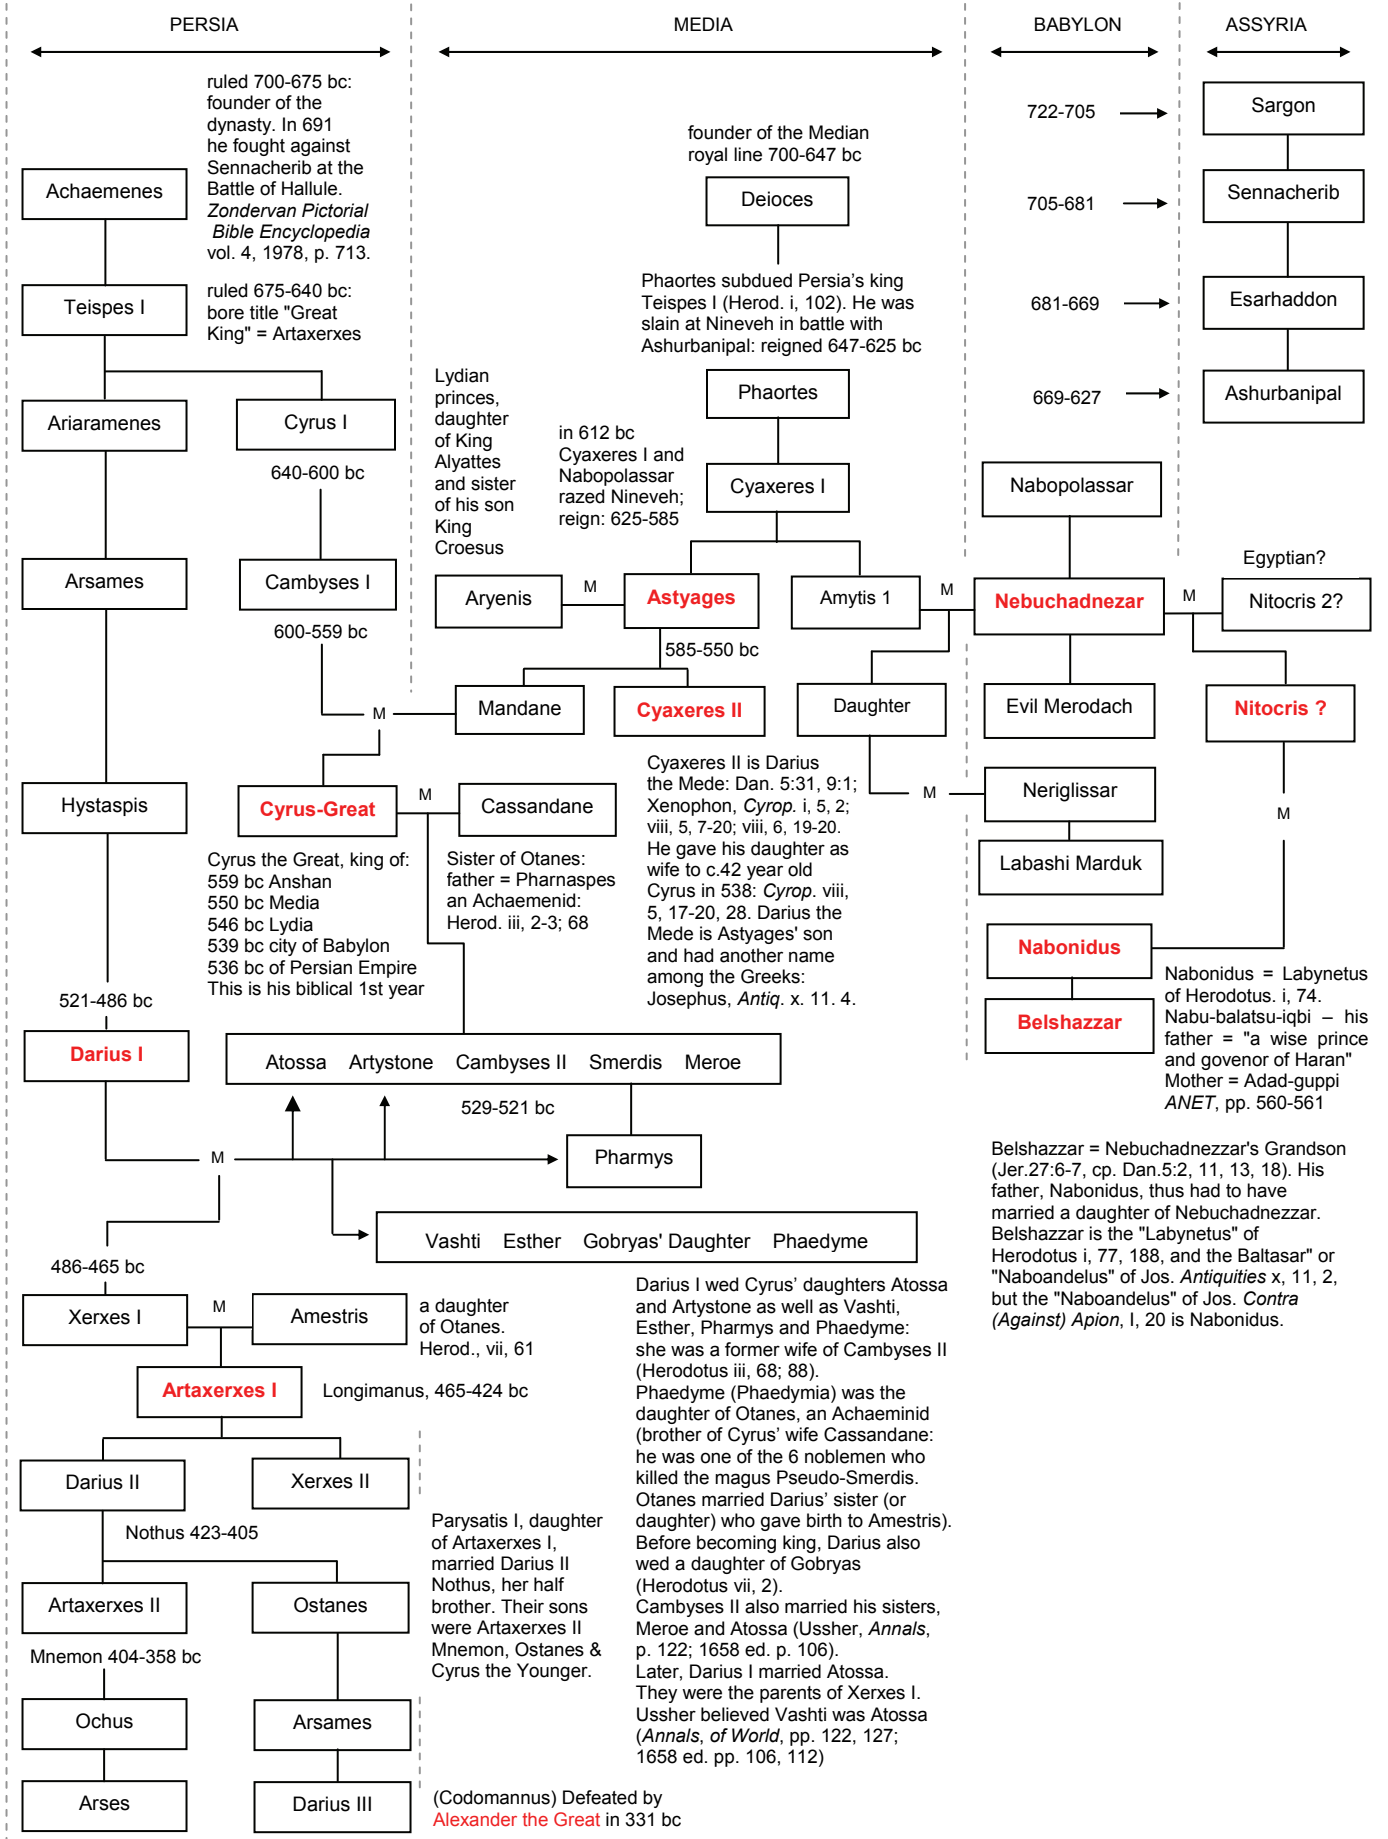 PERSIA
MEDIA
BABYLON
ASSYRIA
ruled 700-675 bc:
founder of the
dynasty. In 691
he fought against
Sennacherib at the
Battle of Hallule.
Zondervan Pictorial
Bible Encyclopedia
vol. 4, 1978, p. 713.
Achaemenes
Teispes I
ruled 675-640 bc:
bore title "Great
King" = Artaxerxes
Ariaramenes
Cyrus I
640-600 bc
Arsames
Cambyses I
600-559 bc
founder of the Median
royal line 700-647 bc
Deioces
Phaortes subdued Persia's king
Teispes I (Herod. i, 102). He was
slain at Nineveh in battle with
Ashurbanipal: reigned 647-625 bc
Phaortes
Lydian
princes,
daughter
of King
Alyattes
and sister
of his son
King
Croesus
in 612 bc
Cyaxeres I and
Nabopolassar
razed Nineveh;
reign: 625-585
Cyaxeres I
Aryenis
M
Astyages
Amytis 1
M
585-550 bc
722-705
Sargon
705-681
Sennacherib
681-669
Esarhaddon
669-627
Ashurbanipal
Nabopolassar
Egyptian?
Nebuchadnezar
M
Nitocris 2?
M
Mandane
Cyaxeres II
Daughter
Evil Merodach
Nitocris ?
Hystaspis
Cyrus-Great
M
Cassandane
Cyaxeres II is Darius
the Mede: Dan. 5:31, 9:1;
Xenophon, Cyrop. i, 5, 2;
viii, 5, 7-20; viii, 6, 19-20.
He gave his daughter as
wife to c.42 year old
Cyrus in 538: Cyrop. viii,
5, 17-20, 28. Darius the
Mede is Astyages' son
and had another name
among the Greeks:
Josephus, Antiq. x. 11. 4.
M
Neriglissar
M
Labashi Marduk
Cyrus the Great, king of:
559 bc Anshan
550 bc Media
546 bc Lydia
539 bc city of Babylon
536 bc of Persian Empire
This is his biblical 1st year
Sister of Otanes:
father = Pharnaspes
an Achaemenid:
Herod. iii, 2-3; 68
Nabonidus
Belshazzar
Nabonidus = Labynetus
of Herodotus. i, 74.
Nabu-balatsu-iqbi – his
father = "a wise prince
and govenor of Haran"
Mother = Adad-guppi
ANET, pp. 560-561
521-486 bc
Darius I
Atossa Artystone Cambyses II Smerdis Meroe
529-521 bc
M
Pharmys
Vashti Esther Gobryas' Daughter Phaedyme
Belshazzar = Nebuchadnezzar's Grandson
(Jer.27:6-7, cp. Dan.5:2, 11, 13, 18). His
father, Nabonidus, thus had to have
married a daughter of Nebuchadnezzar.
Belshazzar is the "Labynetus" of
Herodotus i, 77, 188, and the Baltasar" or
"Naboandelus" of Jos. Antiquities x, 11, 2,
but the "Naboandelus" of Jos. Contra
(Against) Apion, I, 20 is Nabonidus.
486-465 bc
Xerxes I
M
Amestris
a daughter
of Otanes.
Herod., vii, 61
Artaxerxes I
Longimanus, 465-424 bc
Darius II
Xerxes II
Nothus 423-405
Artaxerxes II
Ostanes
Mnemon 404-358 bc
Ochus
Arsames
Arses
Darius III
Parysatis I, daughter
of Artaxerxes I,
married Darius II
Nothus, her half
brother. Their sons
were Artaxerxes II
Mnemon, Ostanes &
Cyrus the Younger.
Darius I wed Cyrus' daughters Atossa
and Artystone as well as Vashti,
Esther, Pharmys and Phaedyme:
she was a former wife of Cambyses II
(Herodotus iii, 68; 88).
Phaedyme (Phaedymia) was the
daughter of Otanes, an Achaeminid
(brother of Cyrus' wife Cassandane:
he was one of the 6 noblemen who
killed the magus Pseudo-Smerdis.
Otanes married Darius' sister (or
daughter) who gave birth to Amestris).
Before becoming king, Darius also
wed a daughter of Gobryas
(Herodotus vii, 2).
Cambyses II also married his sisters,
Meroe and Atossa (Ussher, Annals,
p. 122; 1658 ed. p. 106).
Later, Darius I married Atossa.
They were the parents of Xerxes I.
Ussher believed Vashti was Atossa
(Annals, of World, pp. 122, 127;
1658 ed. pp. 106, 112)
(Codomannus) Defeated by
Alexander the Great in 331 bc